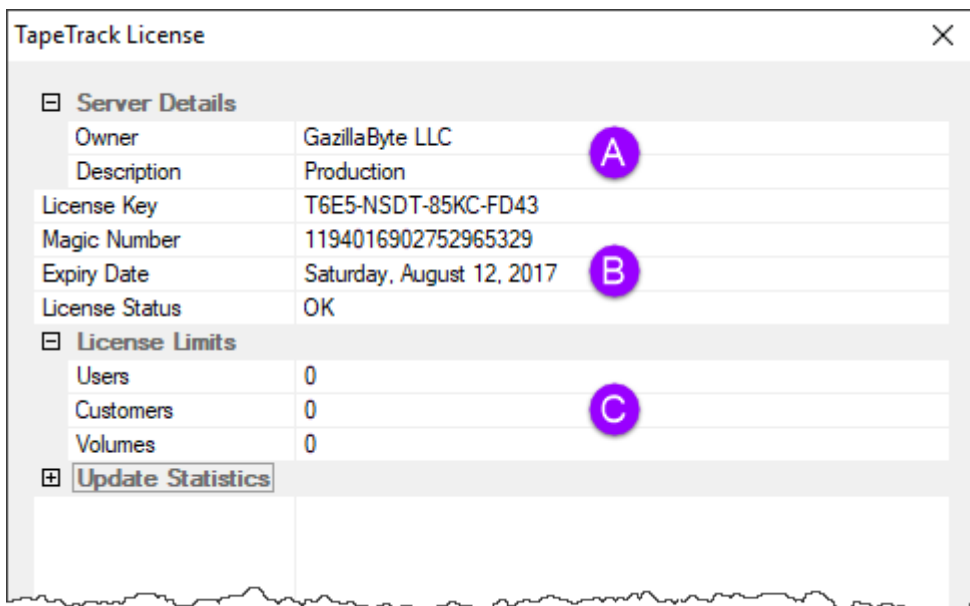 TapeTrack License
Server Details
Owner GazillaByte LLC
A
Description Production
License Key T6E5-NSDT-85KC-FD43
Magic Number 1194016902752965329
Expiry Date Saturday, August 12, 2017
B
License Status OK
License Limits
Users 0
Customers 0
C
Volumes 0
Update Statistics